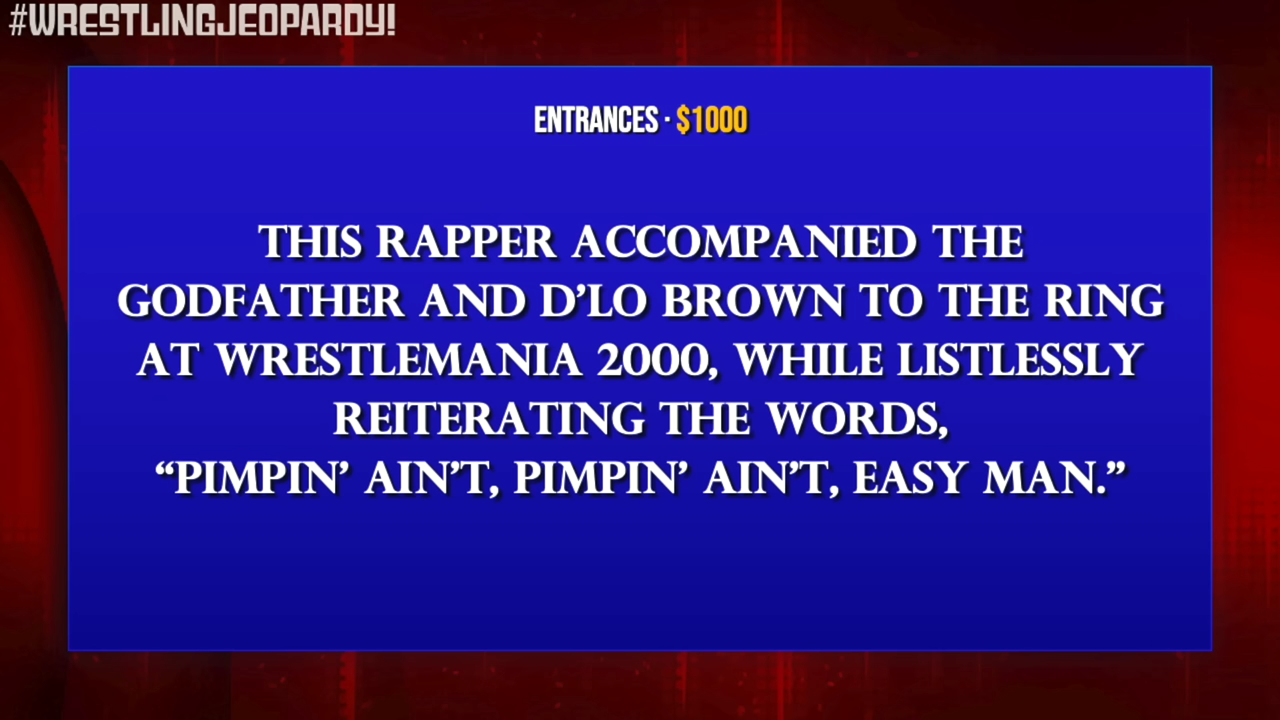 #WRESTLINGJEOPARDY!
ENTRANCES · $1000
THIS RAPPER ACCOMPANIED THE
GODFATHER AND D’LO BROWN TO THE RING
AT WRESTLEMANIA 2000, WHILE LISTLESSLY
REITERATING THE WORDS,
“PIMPIN’ AIN’T, PIMPIN’ AIN’T, EASY MAN.”